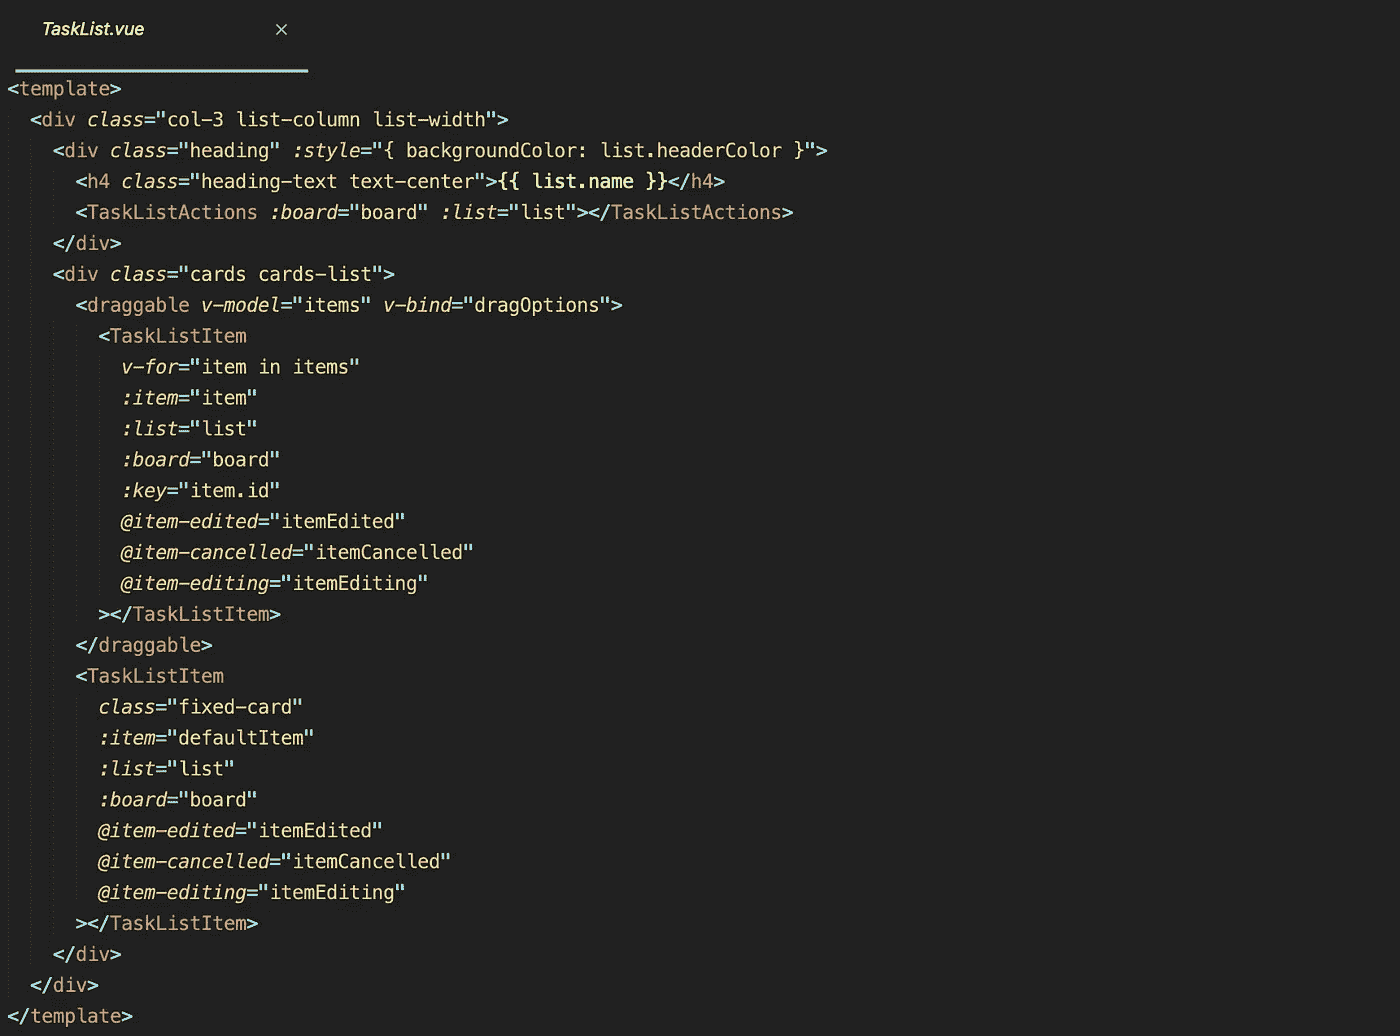 TaskList.vue ×
<template>
<div class="col-3 list-column list-width">
<div class="heading" :style="{ backgroundColor: list.headerColor }">
<h4 class="heading-text text-center">{{ list.name }}</h4>
<TaskListActions :board="board" :list="list"></TaskListActions>
</div>
<div class="cards cards-list">
<draggable v-model="items" v-bind="dragOptions">
<TaskListItem
v-for="item in items"
:item="item"
:list="list"
:board="board"
:key="item.id"
@item-edited="itemEdited"
@item-cancelled="itemCancelled"
@item-editing="itemEditing"
></TaskListItem>
</draggable>
<TaskListItem
class="fixed-card"
:item="defaultItem"
:list="list"
:board="board"
@item-edited="itemEdited"
@item-cancelled="itemCancelled"
@item-editing="itemEditing"
></TaskListItem>
</div>
</div>
</template>